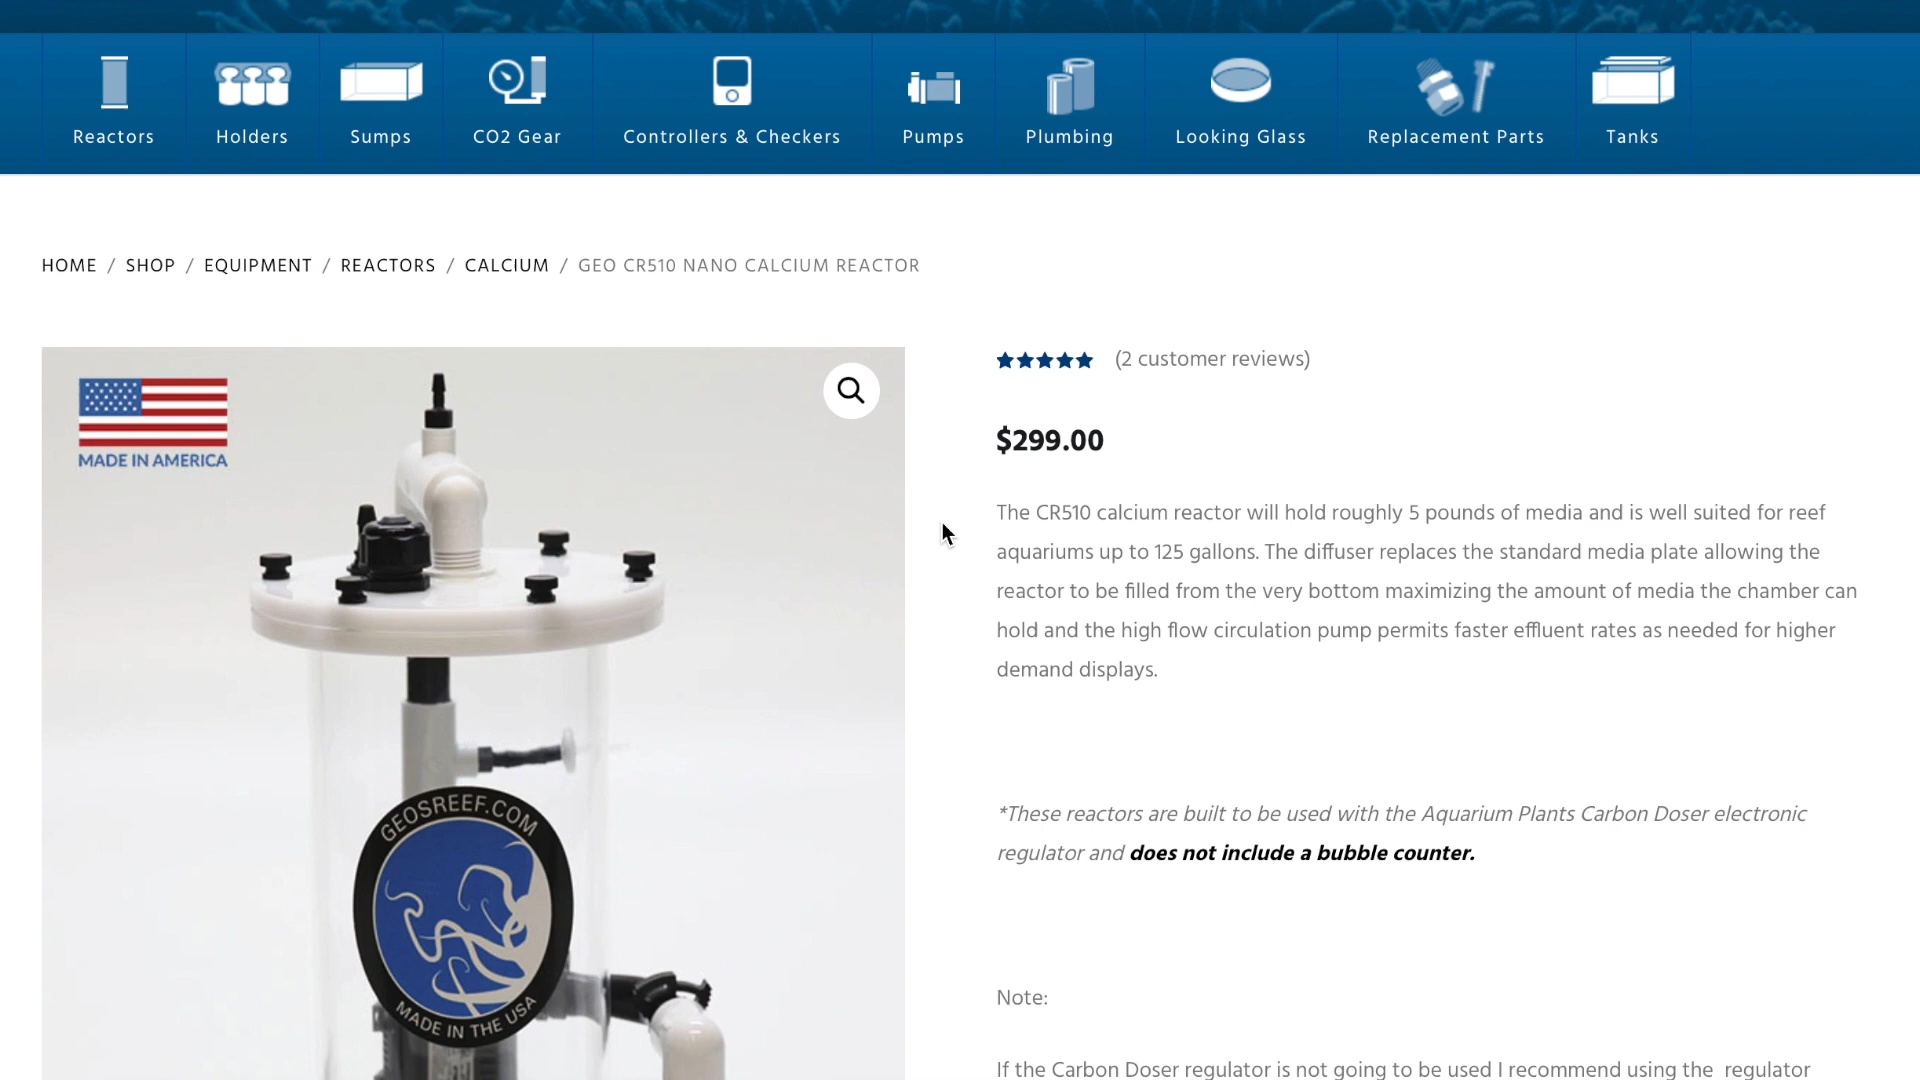 Reactors
Holders
Sumps
CO2 Gear
Controllers & Checkers
Pumps
Plumbing
Looking Glass
Replacement Parts
Tanks
HOME / SHOP / EQUIPMENT / REACTORS / CALCIUM / GEO CR510 NANO CALCIUM REACTOR
MADE IN AMERICA
GEOSREEF.COM
MADE IN THE USA
(2 customer reviews)
$299.00
The CR510 calcium reactor will hold roughly 5 pounds of media and is well suited for reef
aquariums up to 125 gallons. The diffuser replaces the standard media plate allowing the
reactor to be filled from the very bottom maximizing the amount of media the chamber can
hold and the high flow circulation pump permits faster effluent rates as needed for higher
demand displays.
*These reactors are built to be used with the Aquarium Plants Carbon Doser electronic
regulator and does not include a bubble counter.
Note:
If the Carbon Doser regulator is not going to be used I recommend using the regulator